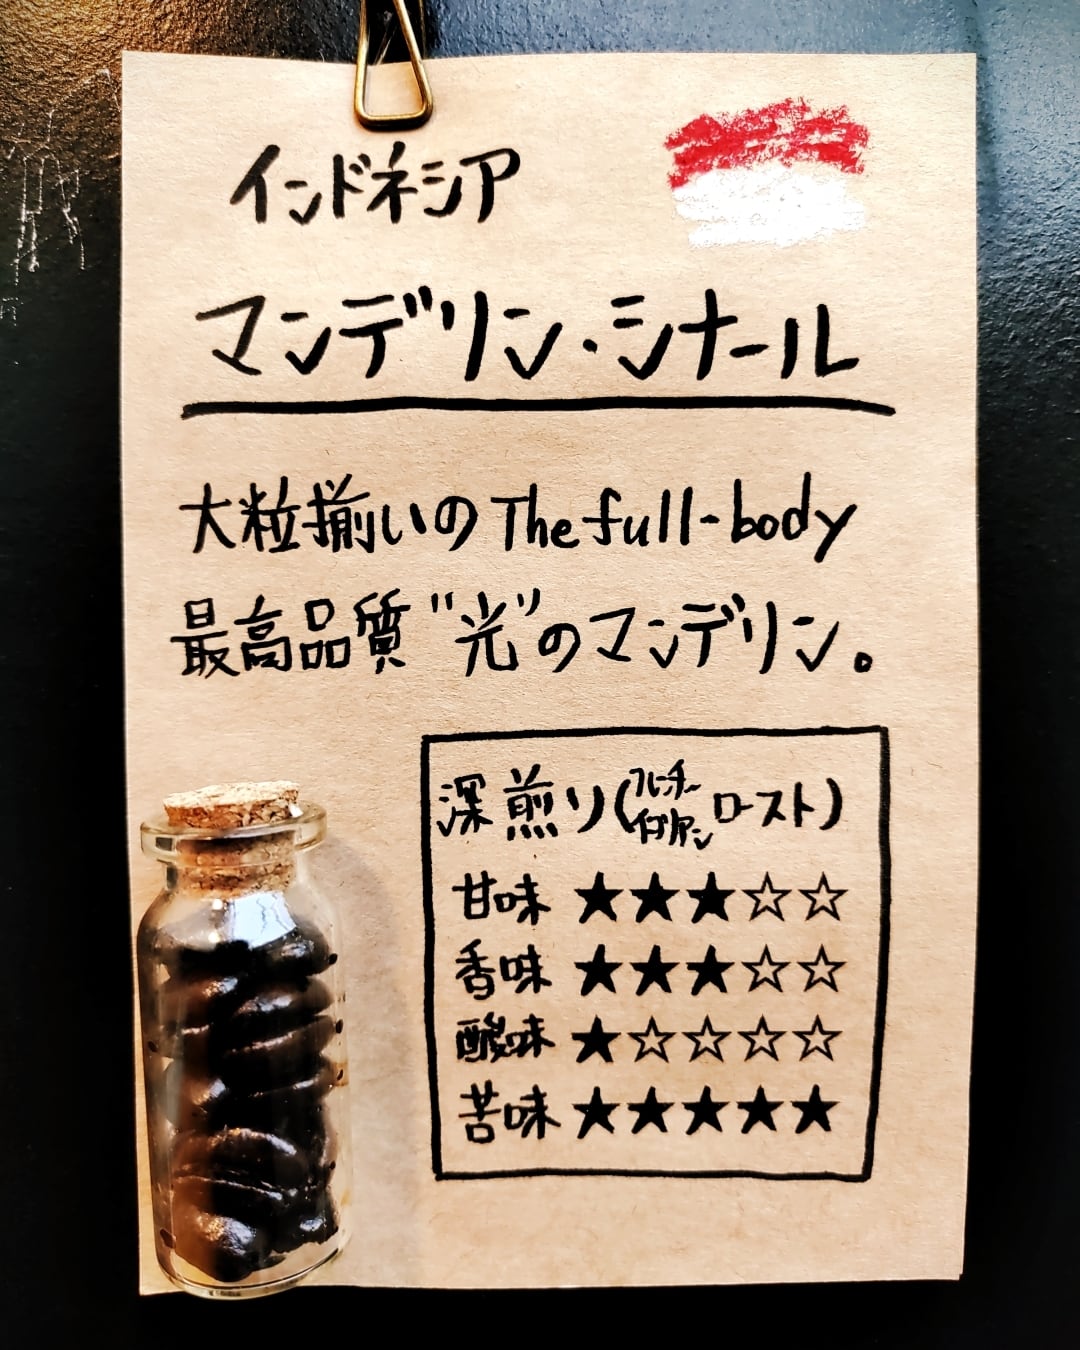 インドネシア
マンデリン・シナール
大粒揃いのThe full-body
最高品質"光"のマンデリン。
深煎り(フレンチ イタリアン ロースト)
甘味 ★★★☆☆
香味 ★★★☆☆
酸味 ★☆☆☆☆
苦味 ★★★★★